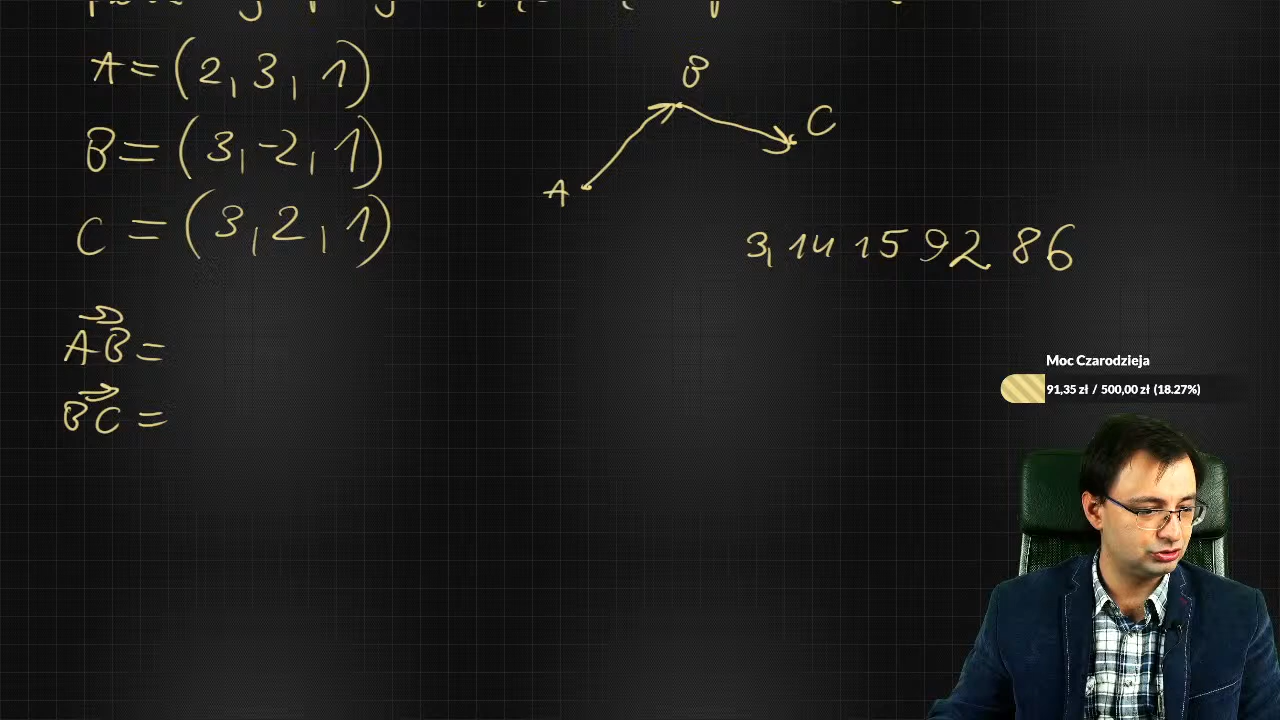 A = (2, 3, 1)
B = (3, -2, 1)
C = (3, 2, 1)
B
C
A
3,14 15 92 86
AB =
BC =
Moc Czarodzieja
91,35 zł / 500,00 zł (18.27%)